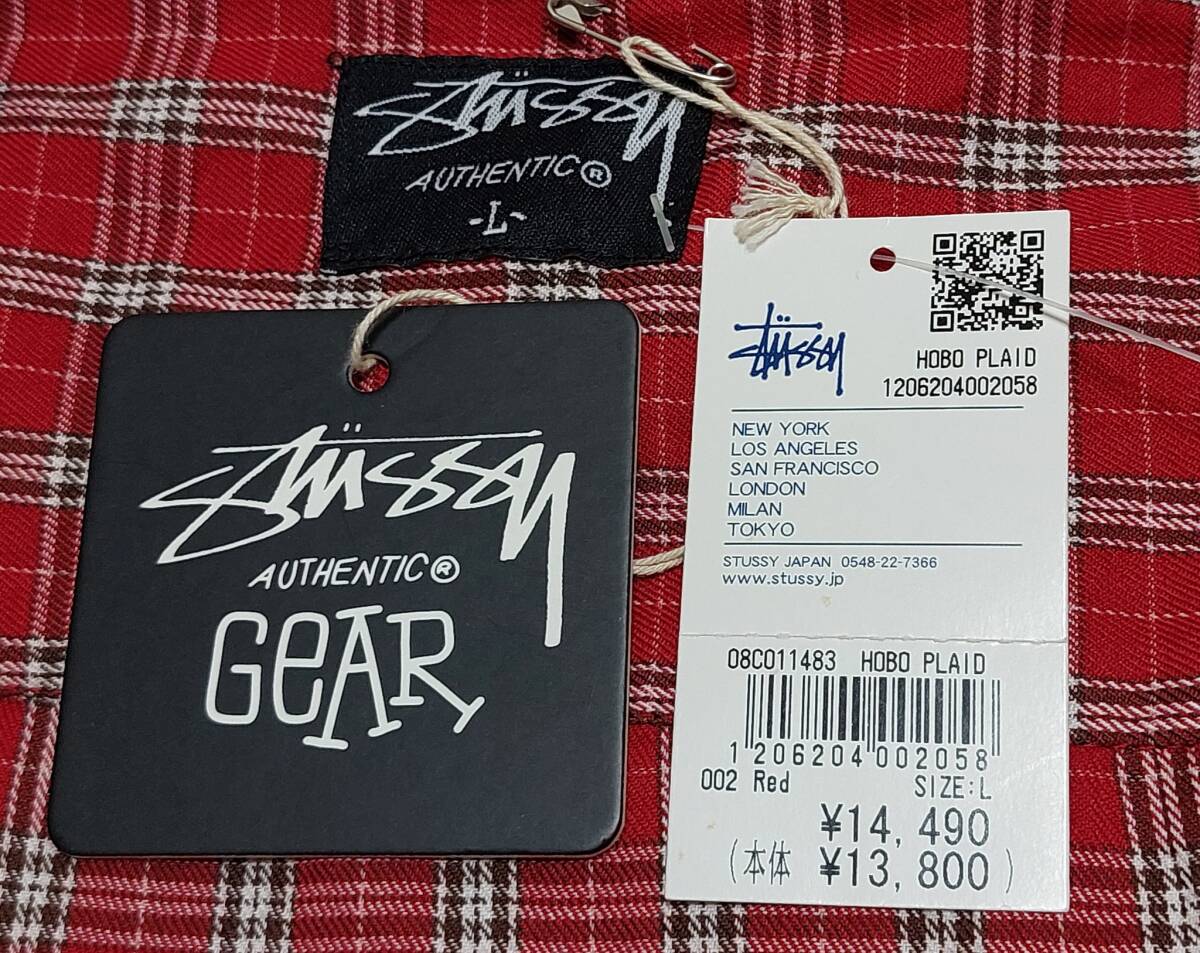 Stüssy
AUTHENTIC®
-L-
Stüssy
AUTHENTIC®
GEAR
Stüssy
HOBO PLAID
1206204002058
NEW YORK
LOS ANGELES
SAN FRANCISCO
LONDON
MILAN
TOKYO
STUSSY JAPAN 0548-22-7366
www.stussy.jp
08C011483 HOBO PLAID
1 206204 002058
002 Red SIZE:L
¥14,490
(本体 ¥13,800)